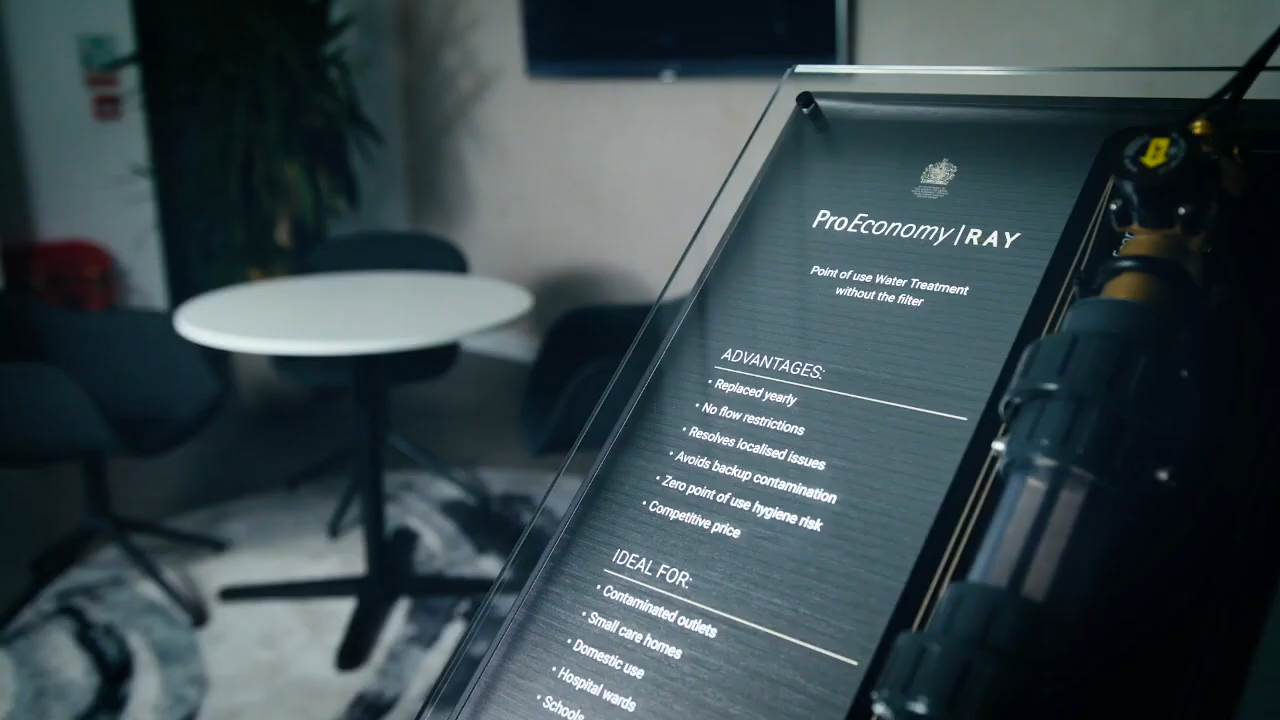 ProEconomy|RAY
Point of use Water Treatment
without the filter
ADVANTAGES:
• Replaced yearly
• No flow restrictions
• Resolves localised issues
• Avoids backup contamination
• Zero point of use hygiene risk
• Competitive price
IDEAL FOR:
• Contaminated outlets
• Small care homes
• Domestic use
• Hospital wards
• Schools